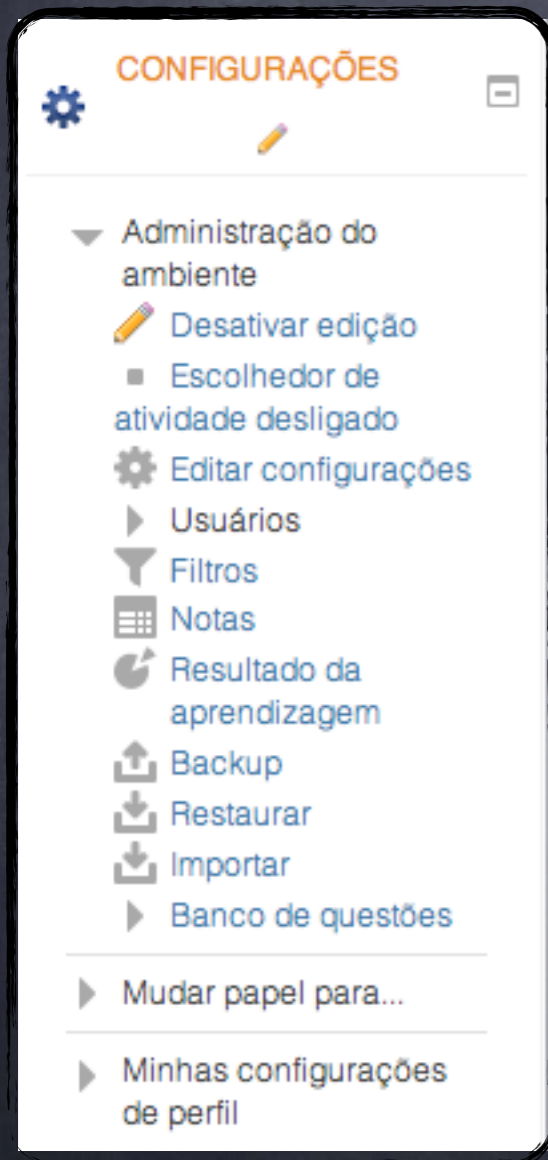 CONFIGURAÇÕES
Administração do
ambiente
Desativar edição
Escolhedor de
atividade desligado
Editar configurações
Usuários
Filtros
Notas
Resultado da
aprendizagem
Backup
Restaurar
Importar
Banco de questões
Mudar papel para...
Minhas configurações
de perfil